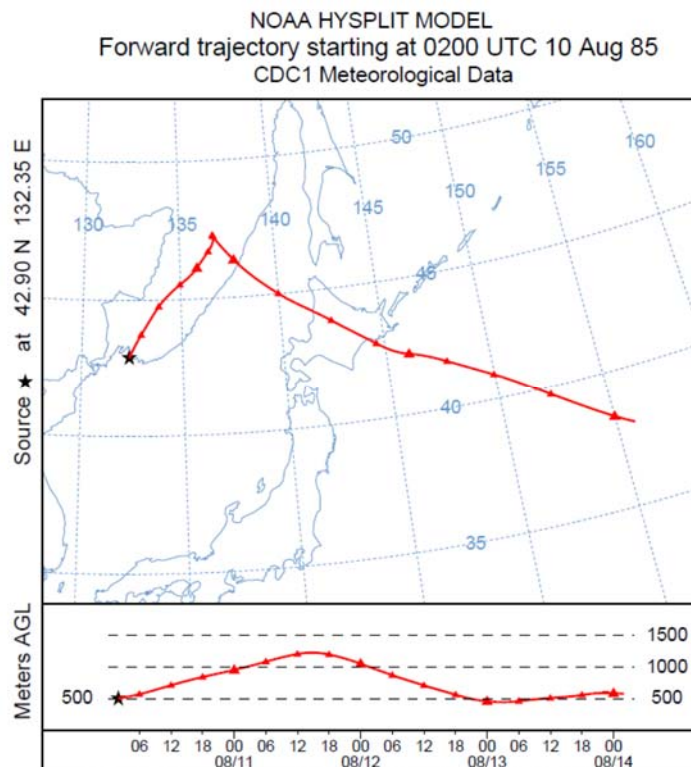 NOAA HYSPLIT MODEL
Forward trajectory starting at 0200 UTC 10 Aug 85
CDC1 Meteorological Data
Source ★ at 42.90 N 132.35 E
130
135
140
145
50
150
155
160
45
40
35
Meters AGL
500
1500
1000
500
06 12 18 00 06 12 18 00 06 12 18 00 06 12 18 00
08/11 08/12 08/13 08/14